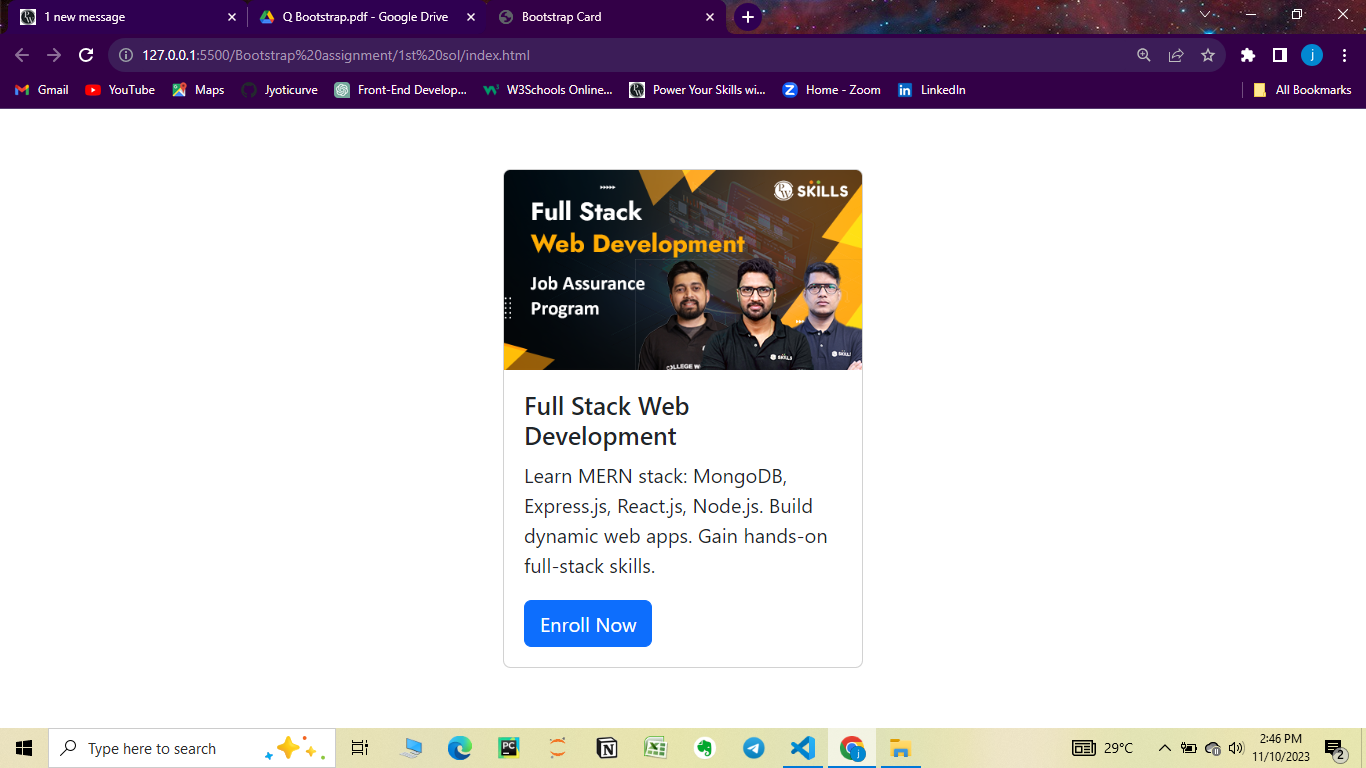 1 new message
Q Bootstrap.pdf - Google Drive
Bootstrap Card
127.0.0.1:5500/Bootstrap%20assignment/1st%20sol/index.html
j
Gmail
YouTube
Maps
Jyoticurve
Front-End Develop...
W3Schools Online...
Power Your Skills wi...
Home - Zoom
LinkedIn
All Bookmarks
SKILLS
Full Stack
Web Development
Job Assurance
Program
SKILLS
SKILLS
COLLEGE W
Full Stack Web
Development
Learn MERN stack: MongoDB,
Express.js, React.js, Node.js. Build
dynamic web apps. Gain hands-on
full-stack skills.
Enroll Now
Type here to search
PC
N
j
29°C
2:46 PM
11/10/2023
2